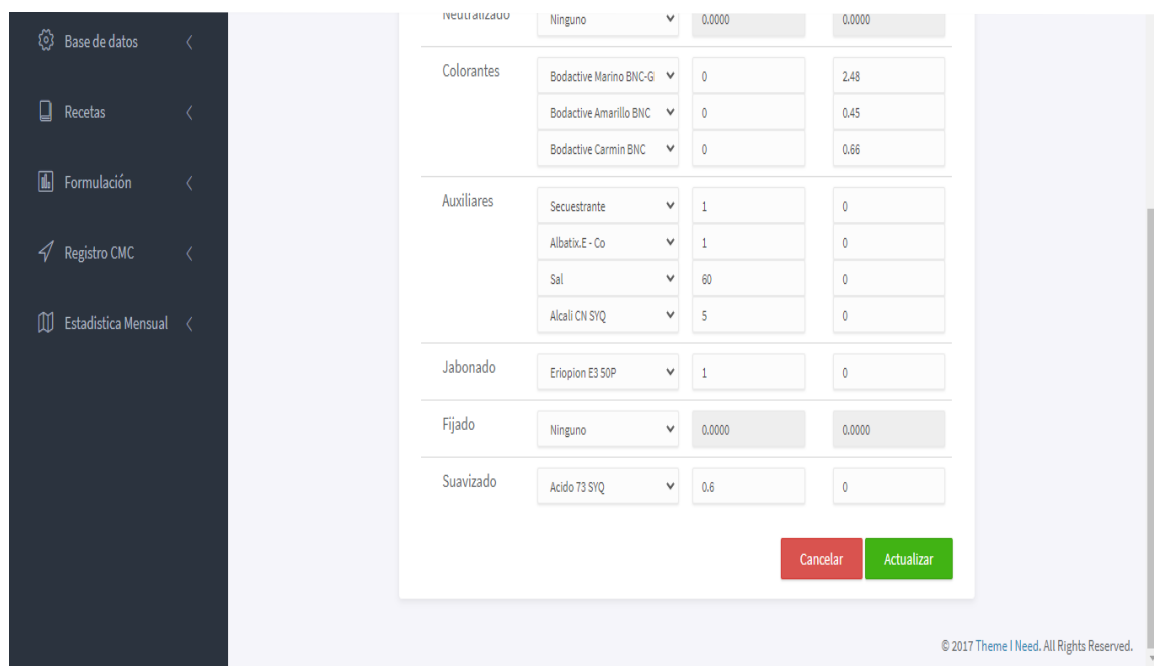 Base de datos
Recetas
Formulación
Registro CMC
Estadistica Mensual
Neutralizado Ninguno 0.0000 0.0000
Colorantes Bodactive Marino BNC-G 0 2.48
Bodactive Amarillo BNC 0 0.45
Bodactive Carmin BNC 0 0.66
Auxiliares Secuestrante 1 0
Albatix.E - Co 1 0
Sal 60 0
Alcali CN SYQ 5 0
Jabonado Eriopion E3 50P 1 0
Fijado Ninguno 0.0000 0.0000
Suavizado Acido 73 SYQ 0.6 0
Cancelar Actualizar
© 2017 Theme I Need. All Rights Reserved.